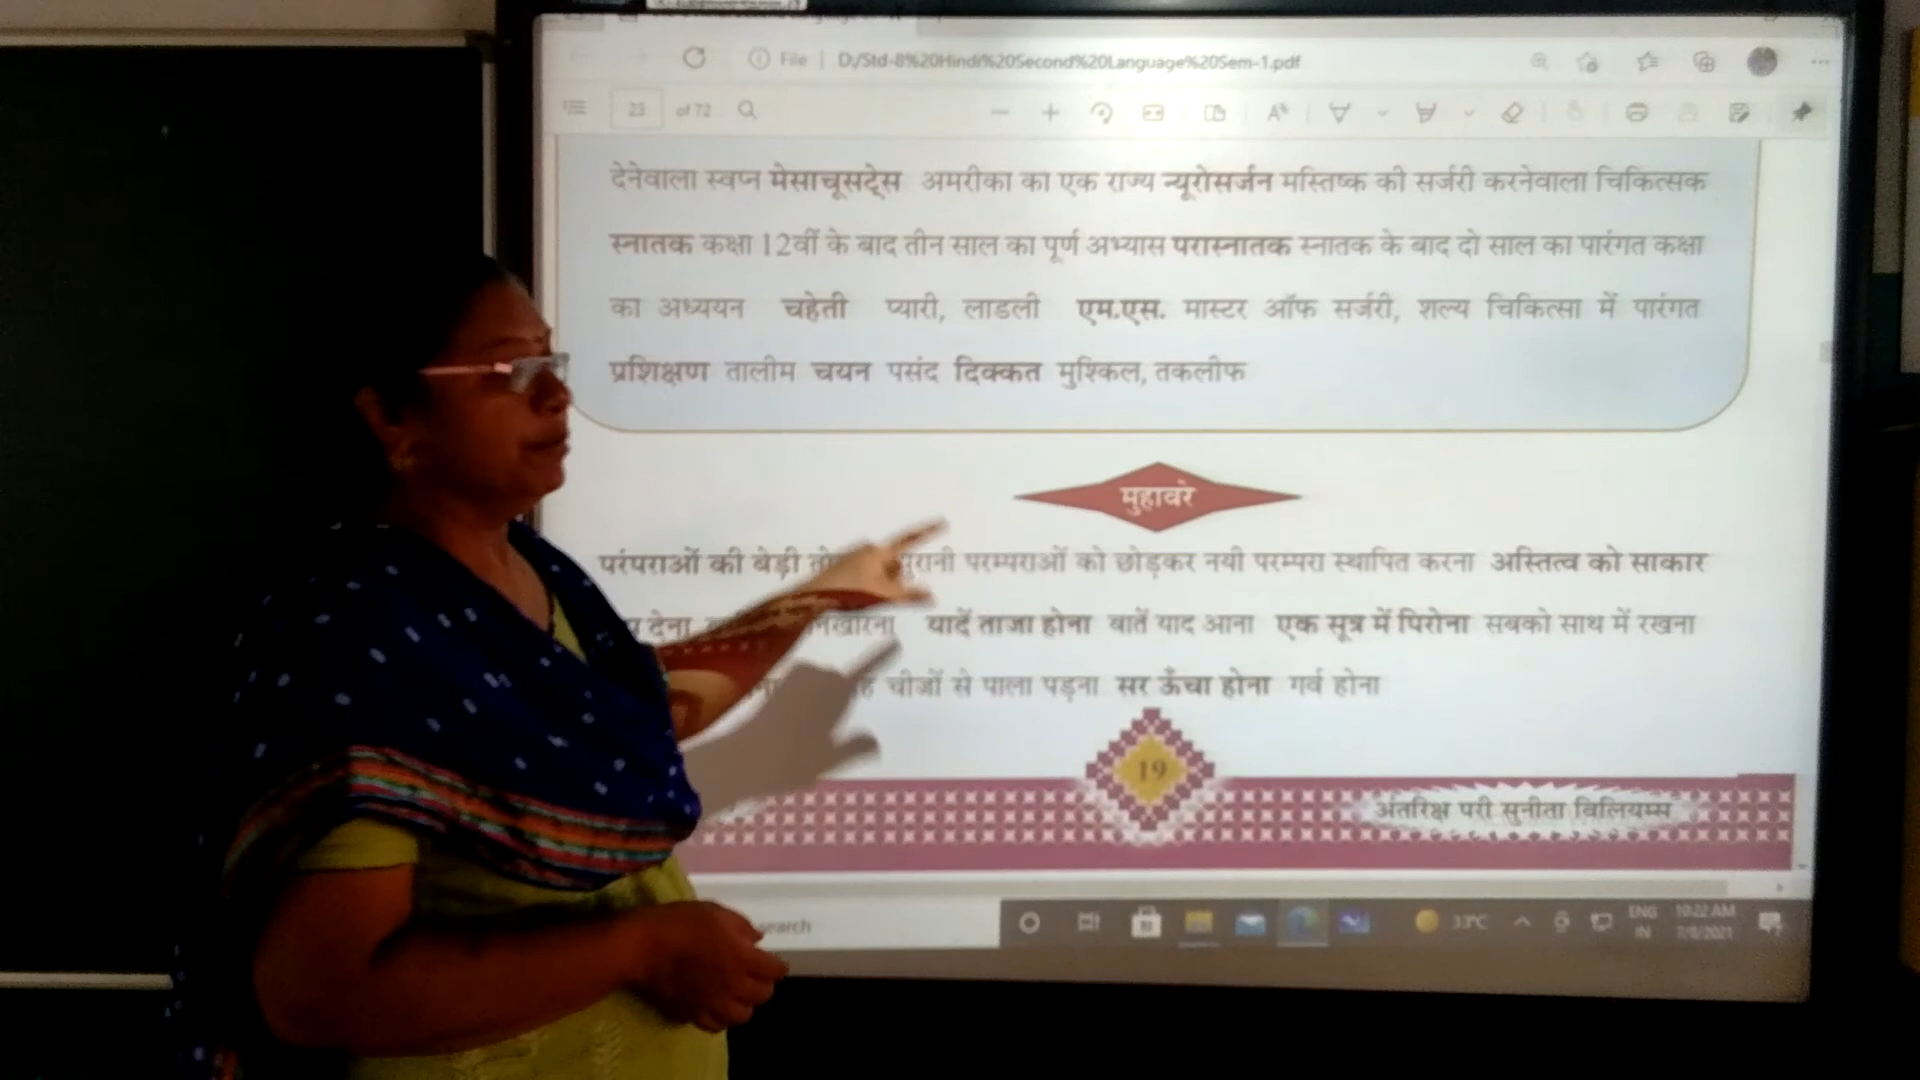 File | D:/Std-8%20Hindi%20Second%20Language%20Sem-1.pdf
23 of 72
देनेवाला स्वप्न मेसाचूसट्रेस अमरीका का एक राज्य न्यूरोसर्जन मस्तिष्क की सर्जरी करनेवाला चिकित्सक
स्नातक कक्षा 12वीं के बाद तीन साल का पूर्ण अभ्यास परास्नातक स्नातक के बाद दो साल का पारंगत कक्षा
का अध्ययन चहेती प्यारी, लाडली एम.एस. मास्टर ऑफ सर्जरी, शल्य चिकित्सा में पारंगत
प्रशिक्षण तालीम चयन पसंद दिक्कत मुश्किल, तकलीफ
मुहावरे
परंपराओं की बेड़ी पुरानी परम्पराओं को छोड़कर नयी परम्परा स्थापित करना अस्तित्व को साकार
देना यादें ताजा होना बातें याद आना एक सूत्र में पिरोना सबको साथ में रखना
चीजों से पाला पड़ना सर ऊँचा होना गर्व होना
19
अंतरिक्ष परी सुनीता विलियम्स
search 33°C ENG 10:22 AM
IN 7/8/2021